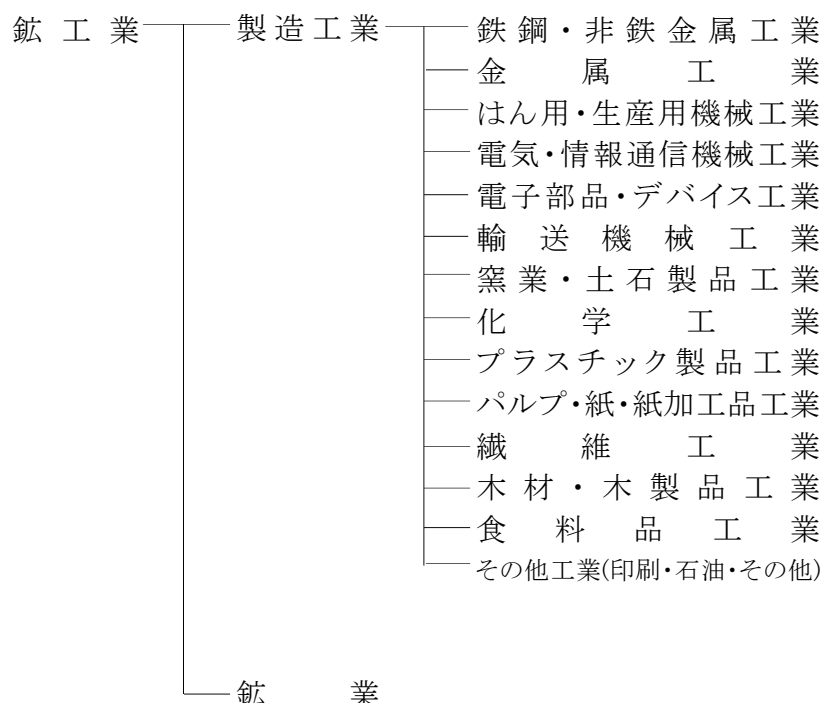 鉱工業 製造工業 鉄鋼・非鉄金属工業
金属工業
はん用・生産用機械工業
電気・情報通信機械工業
電子部品・デバイス工業
輸送機械工業
窯業・土石製品工業
化学工業
プラスチック製品工業
パルプ・紙・紙加工品工業
繊維工業
木材・木製品工業
食料品工業
その他工業(印刷・石油・その他)
鉱業